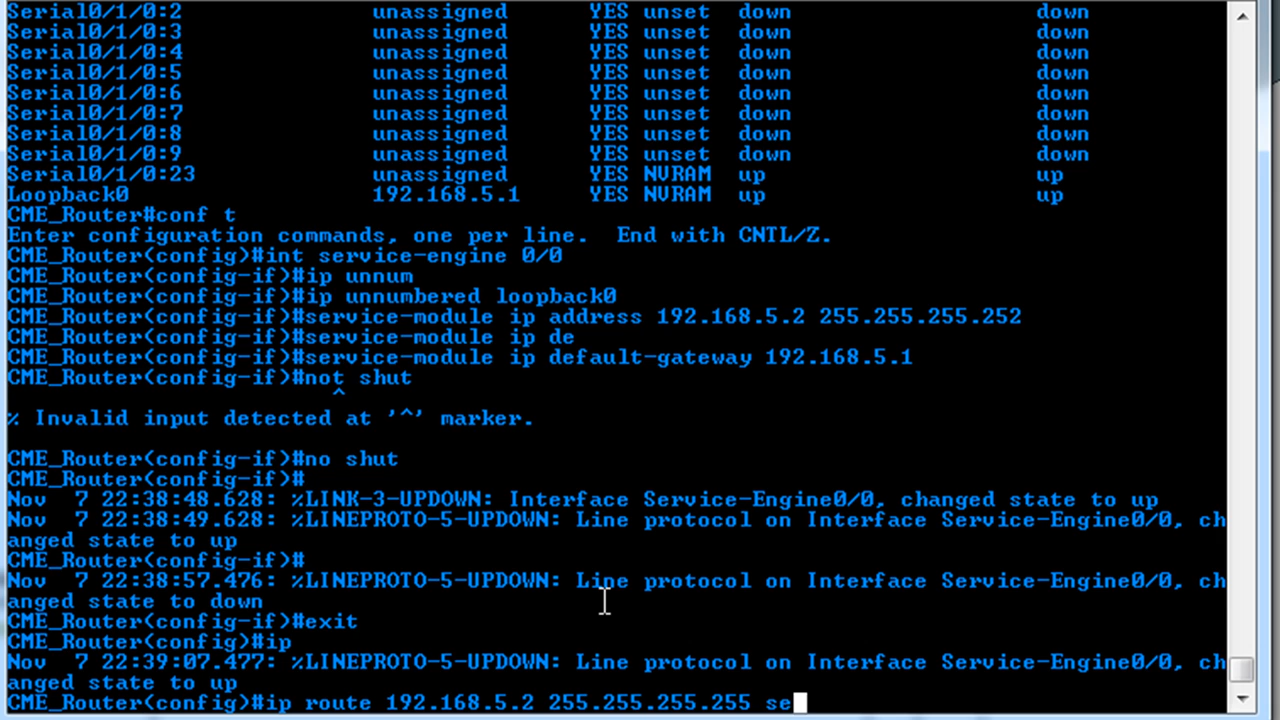 Serial0/1/0:2 unassigned YES unset down down
Serial0/1/0:3 unassigned YES unset down down
Serial0/1/0:4 unassigned YES unset down down
Serial0/1/0:5 unassigned YES unset down down
Serial0/1/0:6 unassigned YES unset down down
Serial0/1/0:7 unassigned YES unset down down
Serial0/1/0:8 unassigned YES unset down down
Serial0/1/0:9 unassigned YES unset down down
Serial0/1/0:23 unassigned YES NVRAM up up
Loopback0 192.168.5.1 YES NVRAM up up
CME_Router#conf t
Enter configuration commands, one per line. End with CNTL/Z.
CME_Router(config)#int service-engine 0/0
CME_Router(config-if)#ip unnum
CME_Router(config-if)#ip unnumbered loopback0
CME_Router(config-if)#service-module ip address 192.168.5.2 255.255.255.252
CME_Router(config-if)#service-module ip de
CME_Router(config-if)#service-module ip default-gateway 192.168.5.1
CME_Router(config-if)#not shut
^
% Invalid input detected at '^' marker.
CME_Router(config-if)#no shut
CME_Router(config-if)#
Nov 7 22:38:48.628: %LINK-3-UPDOWN: Interface Service-Engine0/0, changed state to up
Nov 7 22:38:49.628: %LINEPROTO-5-UPDOWN: Line protocol on Interface Service-Engine0/0, ch
anged state to up
CME_Router(config-if)#
Nov 7 22:38:57.476: %LINEPROTO-5-UPDOWN: Line protocol on Interface Service-Engine0/0, ch
anged state to down
CME_Router(config-if)#exit
CME_Router(config)#ip
Nov 7 22:39:07.477: %LINEPROTO-5-UPDOWN: Line protocol on Interface Service-Engine0/0, ch
anged state to up
CME_Router(config)#ip route 192.168.5.2 255.255.255.255 se